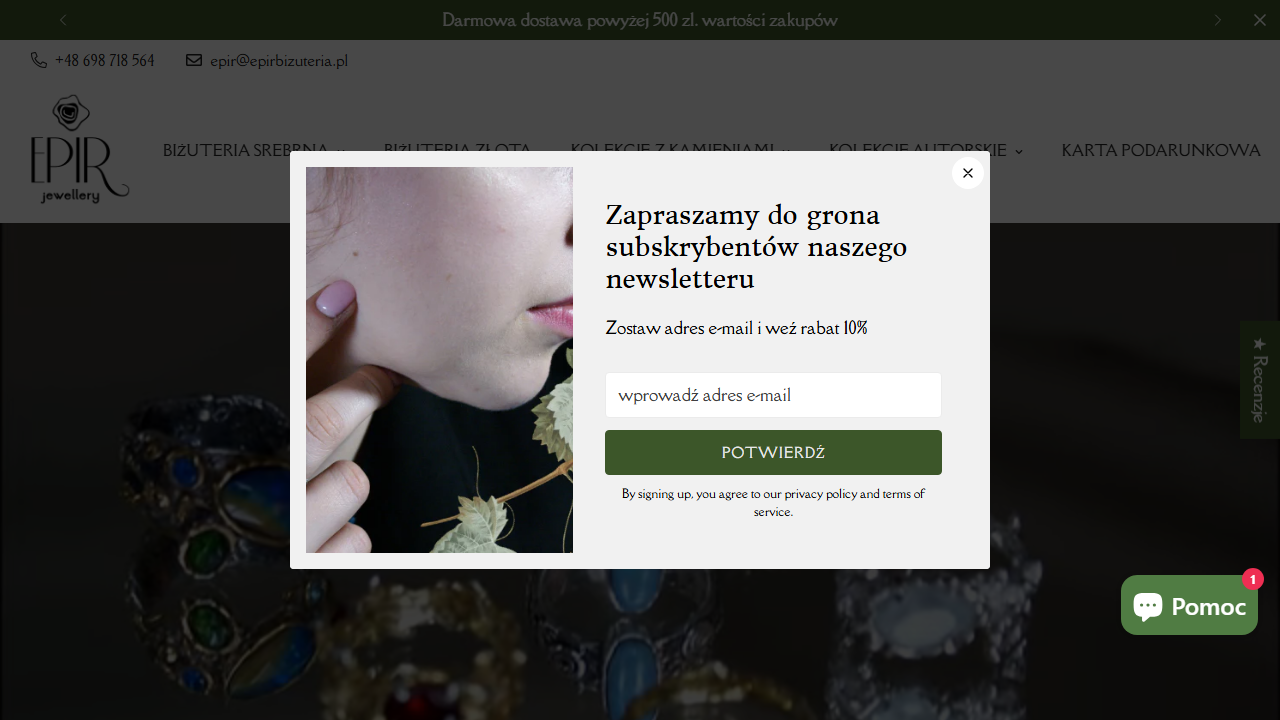 Darmowa dostawa powyżej 500 zl. wartości zakupów
+48 698 718 564
epir@epirbizuteria.pl
EPIR
jewellery
BIŻUTERIA SREBRNA
BIŻUTERIA ZŁOTA
KOLEKCJE Z KAMIENIAMI
KOLEKCJE AUTORSKIE
KARTA PODARUNKOWA
Zapraszamy do grona
subskrybentów naszego
newsletteru
Zostaw adres e-mail i weź rabat 10%
wprowadź adres e-mail
POTWIERDŹ
By signing up, you agree to our privacy policy and terms of
service.
★ Recenzje
Pomoc
1